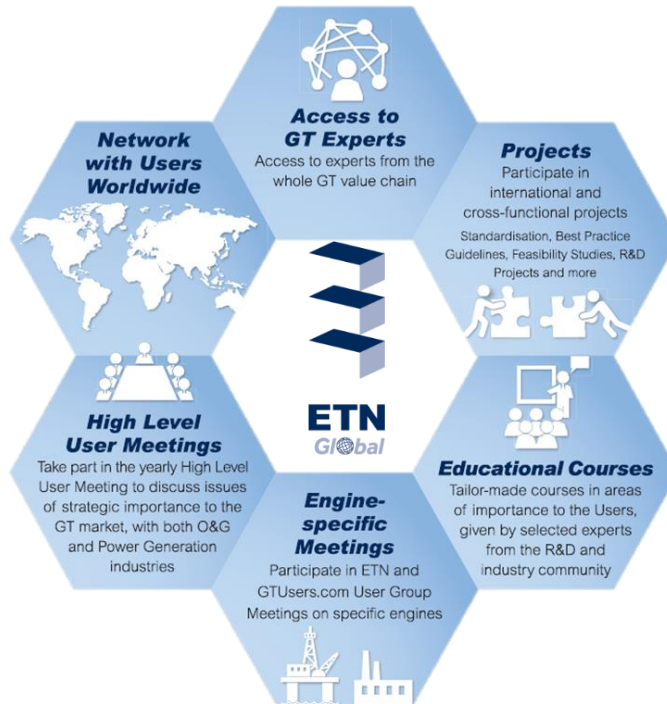 Access to
GT Experts
Access to experts from the
whole GT value chain
Network
with Users
Worldwide
Projects
Participate in
international and
cross-functional projects
Standardisation, Best Practice
Guidelines, Feasibility Studies, R&D
Projects and more
ETN
Global
High Level
User Meetings
Take part in the yearly High Level
User Meeting to discuss issues
of strategic importance to the
GT market, with both O&G
and Power Generation
industries
Educational Courses
Tailor-made courses in areas
of importance to the Users,
given by selected experts
from the R&D and
industry community
Engine-
specific
Meetings
Participate in ETN and
GTUsers.com User Group
Meetings on specific engines